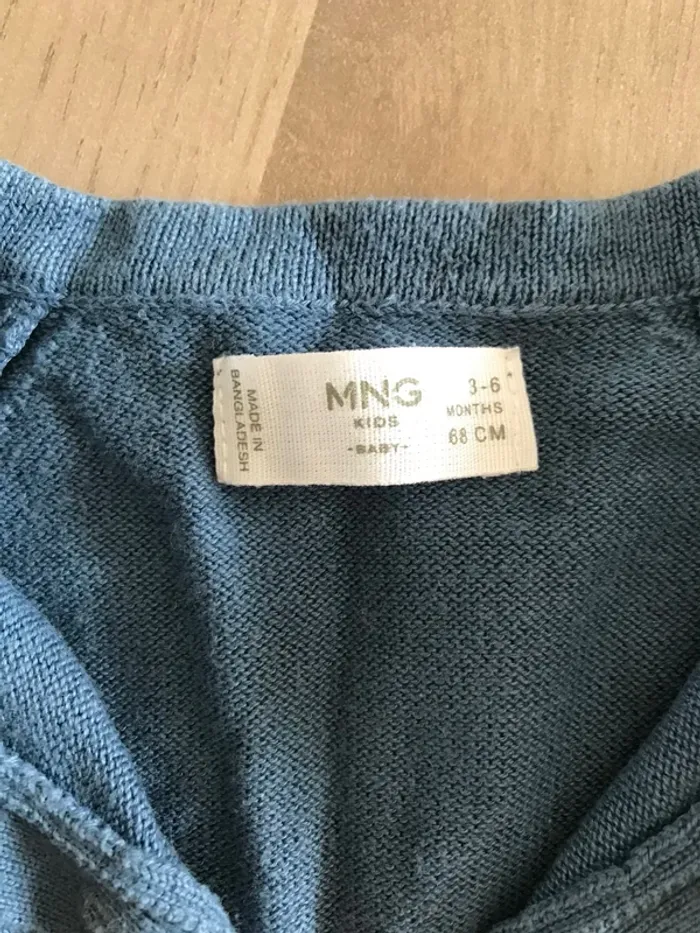 MADE IN
BANGLADESH
MNG
KIDS
-BABY-
3-6
MONTHS
68 CM